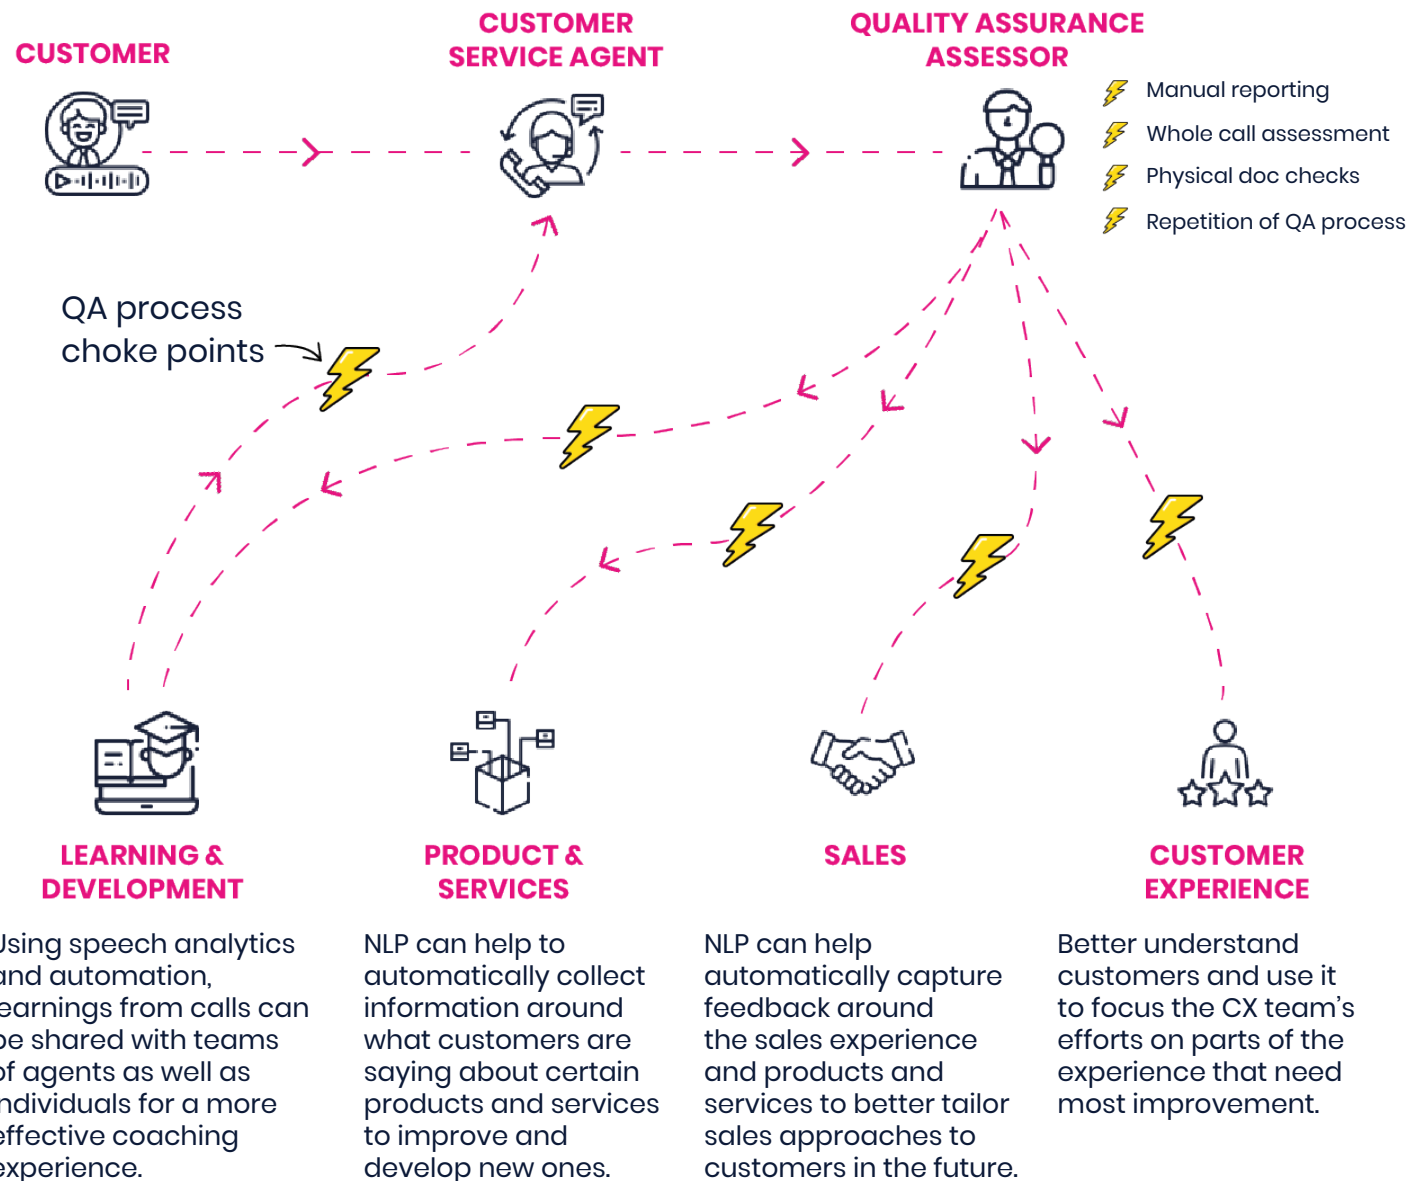 CUSTOMER
CUSTOMER
SERVICE AGENT
QUALITY ASSURANCE
ASSESSOR
Manual reporting
Whole call assessment
Physical doc checks
Repetition of QA process
QA process
choke points
LEARNING &
DEVELOPMENT
Using speech analytics
and automation,
learnings from calls can
be shared with teams
of agents as well as
individuals for a more
effective coaching
experience.
PRODUCT &
SERVICES
NLP can help to
automatically collect
information around
what customers are
saying about certain
products and services
to improve and
develop new ones.
SALES
NLP can help
automatically capture
feedback around
the sales experience
and products and
services to better tailor
sales approaches to
customers in the future.
CUSTOMER
EXPERIENCE
Better understand
customers and use it
to focus the CX team’s
efforts on parts of the
experience that need
most improvement.